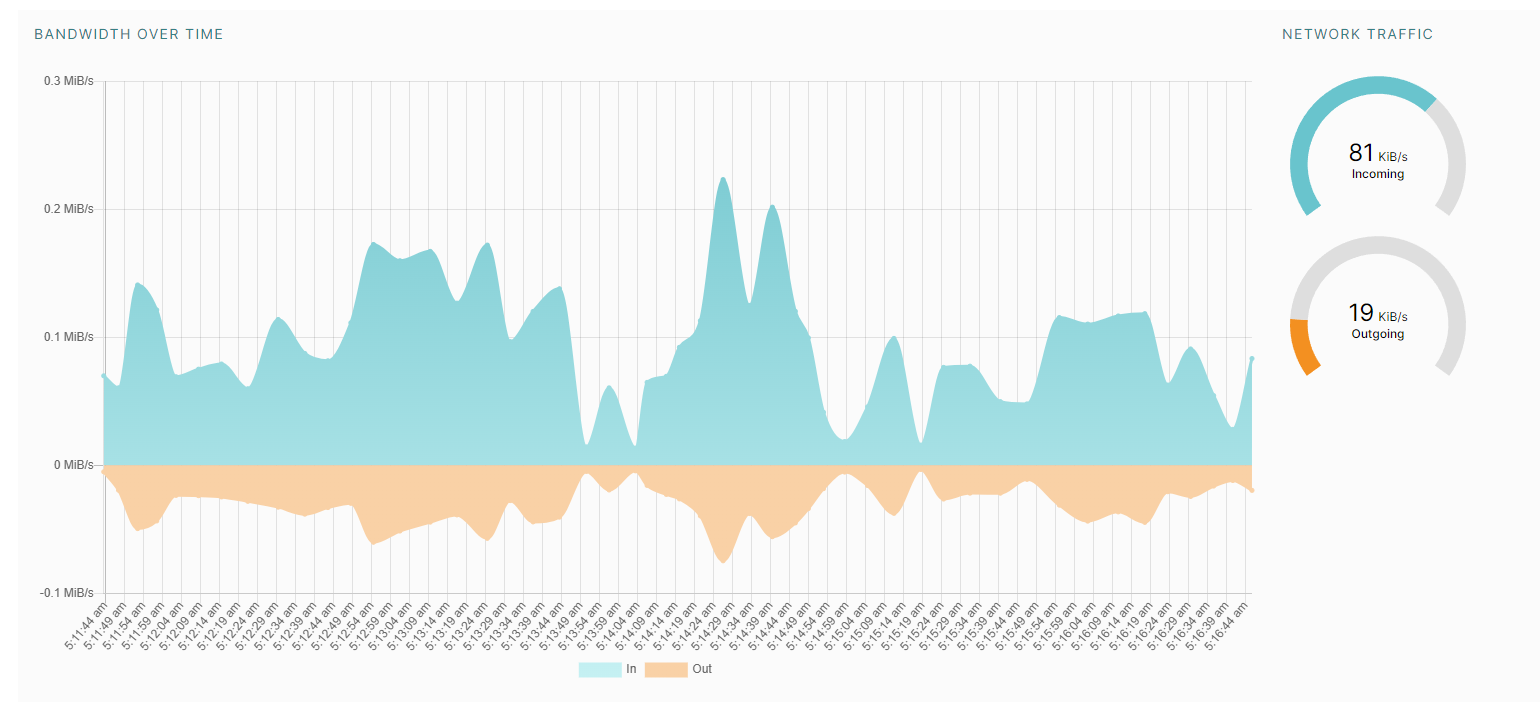 BANDWIDTH OVER TIME
0.3 MiB/s
0.2 MiB/s
0.1 MiB/s
0 MiB/s
-0.1 MiB/s
5:11:44 am
5:11:49 am
5:11:54 am
5:11:59 am
5:12:04 am
5:12:09 am
5:12:14 am
5:12:19 am
5:12:24 am
5:12:29 am
5:12:34 am
5:12:39 am
5:12:44 am
5:12:49 am
5:12:54 am
5:12:59 am
5:13:04 am
5:13:09 am
5:13:14 am
5:13:19 am
5:13:24 am
5:13:29 am
5:13:34 am
5:13:39 am
5:13:44 am
5:13:49 am
5:13:54 am
5:13:59 am
5:14:04 am
5:14:09 am
5:14:14 am
5:14:19 am
5:14:24 am
5:14:29 am
5:14:34 am
5:14:39 am
5:14:44 am
5:14:49 am
5:14:54 am
5:14:59 am
5:15:04 am
5:15:09 am
5:15:14 am
5:15:19 am
5:15:24 am
5:15:29 am
5:15:34 am
5:15:39 am
5:15:44 am
5:15:49 am
5:15:54 am
5:15:59 am
5:16:04 am
5:16:09 am
5:16:14 am
5:16:19 am
5:16:24 am
5:16:29 am
5:16:34 am
5:16:39 am
5:16:44 am
In
Out
NETWORK TRAFFIC
81 KiB/s
Incoming
19 KiB/s
Outgoing